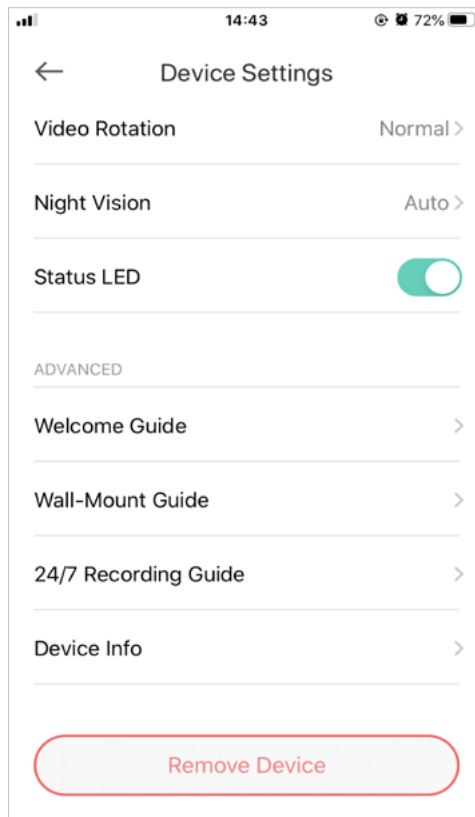 14:43 72%
Device Settings
Video Rotation Normal
Night Vision Auto
Status LED
ADVANCED
Welcome Guide
Wall-Mount Guide
24/7 Recording Guide
Device Info
Remove Device